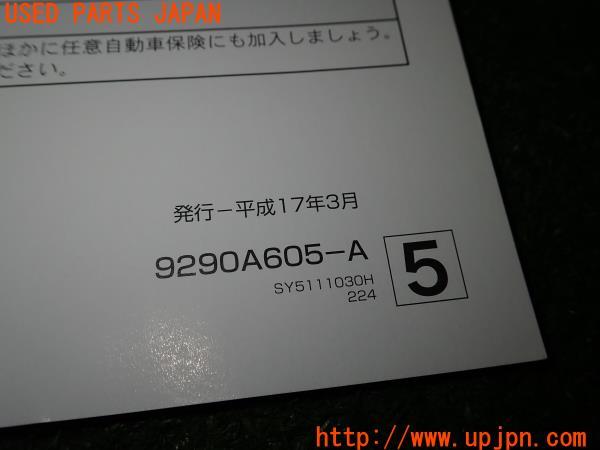 USED PARTS JAPAN
ほかに任意自動車保険にも加入しましょう。
ださい。
発行－平成17年3月
9290A605-A
5
SY5111030H
224
http://www.upjpn.com